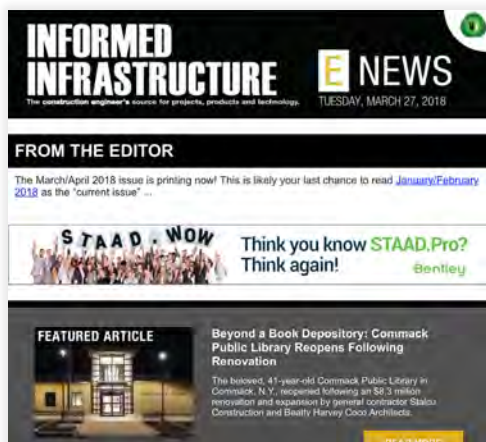 INFORMED
INFRASTRUCTURE
The construction engineer's source for projects, products and technology.
E NEWS
TUESDAY, MARCH 27, 2018
FROM THE EDITOR
The March/April 2018 issue is printing now! This is likely your last chance to read January/February
2018 as the "current issue" ...
STAAD.WOW
Think you know STAAD.Pro?
Think again!
Bentley
FEATURED ARTICLE
Beyond a Book Depository: Commack
Public Library Reopens Following
Renovation
The beloved, 41-year-old Commack Public Library in
Commack, N.Y., reopened following an $8.3 million
renovation and expansion by general contractor Stalco
Construction and Beatty Harvey Coco Architects.
READ MORE